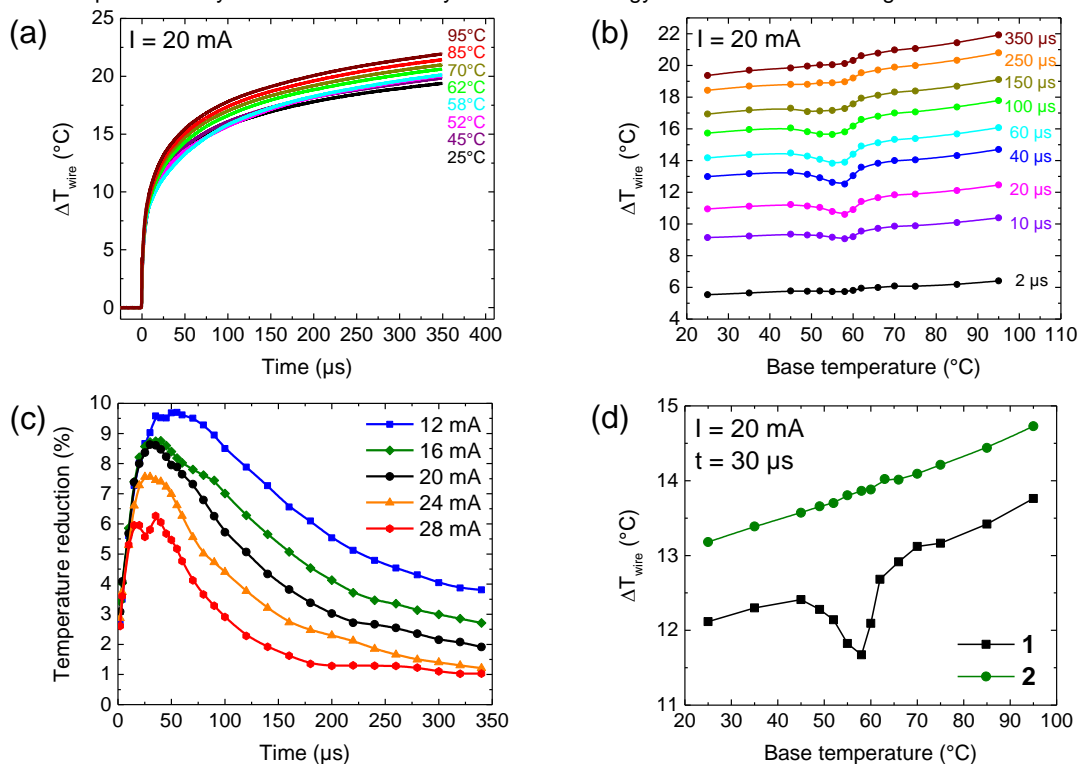 (a)
I = 20 mA
95°C
85°C
70°C
62°C
58°C
52°C
45°C
25°C
25
20
15
10
5
0
ΔT_wire (°C)
0 50 100 150 200 250 300 350 400
Time (µs)
(b)
I = 20 mA
350 µs
250 µs
150 µs
100 µs
60 µs
40 µs
20 µs
10 µs
2 µs
22
20
18
16
14
12
10
8
6
4
ΔT_wire (°C)
20 30 40 50 60 70 80 90 100 110
Base temperature (°C)
(c)
10
9
8
7
6
5
4
3
2
1
0
Temperature reduction (%)
12 mA
16 mA
20 mA
24 mA
28 mA
0 50 100 150 200 250 300 350
Time (µs)
(d)
I = 20 mA
t = 30 µs
15
14
13
12
11
ΔT_wire (°C)
1
2
20 30 40 50 60 70 80 90 100
Base temperature (°C)